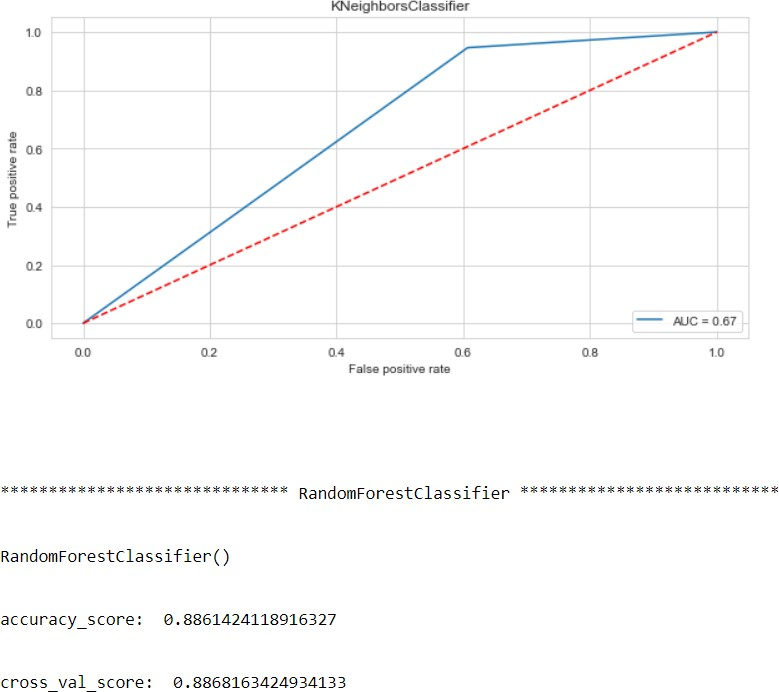 KNeighborsClassifier
1.0
0.8
0.6
0.4
0.2
0.0
True positive rate
0.0 0.2 0.4 0.6 0.8 1.0
False positive rate
AUC = 0.67
****************************** RandomForestClassifier ***************************
RandomForestClassifier()
accuracy_score:  0.8861424118916327
cross_val_score:  0.8868163424934133